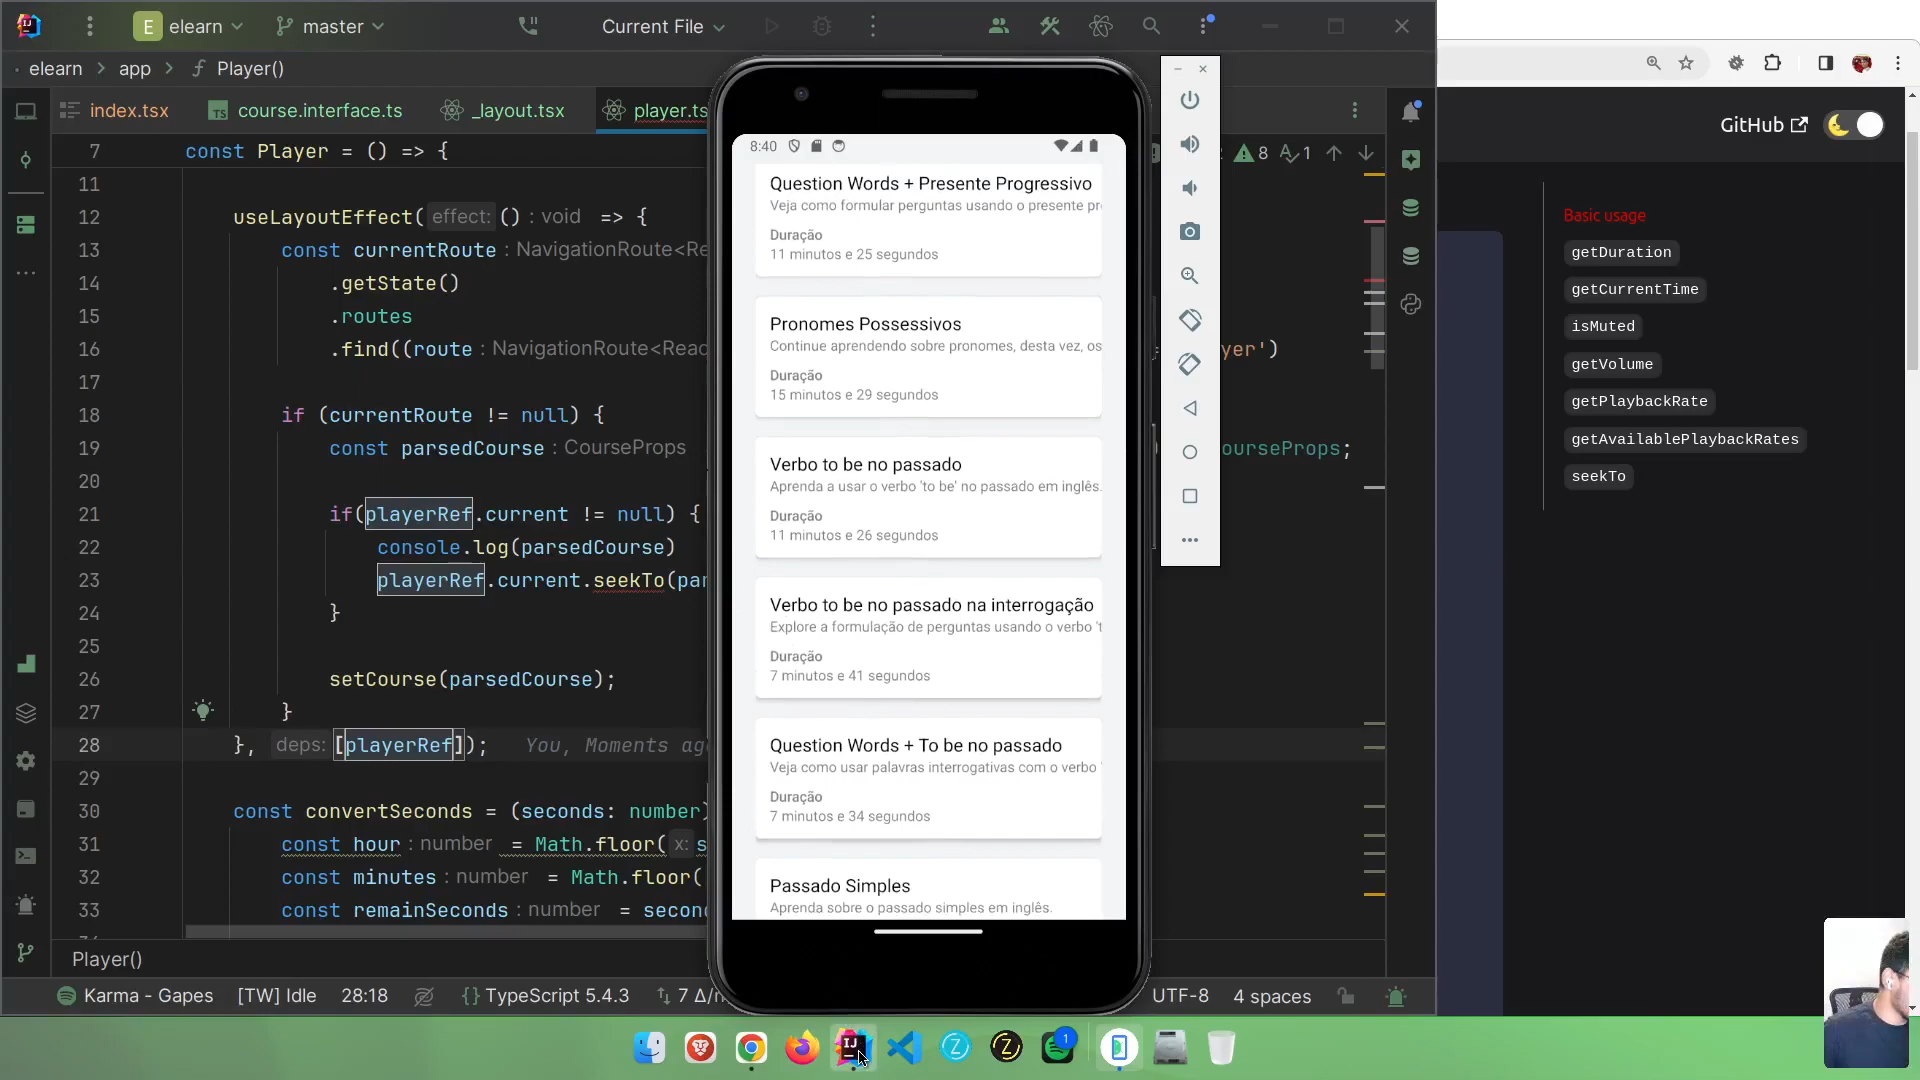 E elearn master Current File
elearn app Player()
index.tsx course.interface.ts _layout.tsx player.ts
7 const Player = () => { 8 1
11
12 useLayoutEffect( effect: () : void => {
13 const currentRoute : NavigationRoute<Re
14 .getState()
15 .routes
16 .find((route : NavigationRoute<Read yer')
17
18 if (currentRoute != null) {
19 const parsedCourse : CourseProps ourseProps;
20
21 if(playerRef.current != null) {
22 console.log(parsedCourse)
23 playerRef.current.seekTo(par
24 }
25
26 setCourse(parsedCourse);
27 }
28 }, deps: [playerRef]); You, Moments ag
29
30 const convertSeconds = (seconds: number)
31 const hour : number = Math.floor( x: s
32 const minutes : number = Math.floor(
33 const remainSeconds : number = secon
Player()
Karma - Gapes [TW] Idle 28:18 TypeScript 5.4.3 7 Δ/ UTF-8 4 spaces
8:40
Question Words + Presente Progressivo
Veja como formular perguntas usando o presente pr
Duração
11 minutos e 25 segundos
Pronomes Possessivos
Continue aprendendo sobre pronomes, desta vez, os
Duração
15 minutos e 29 segundos
Verbo to be no passado
Aprenda a usar o verbo 'to be' no passado em inglês.
Duração
11 minutos e 26 segundos
Verbo to be no passado na interrogação
Explore a formulação de perguntas usando o verbo 't
Duração
7 minutos e 41 segundos
Question Words + To be no passado
Veja como usar palavras interrogativas com o verbo '
Duração
7 minutos e 34 segundos
Passado Simples
Aprenda sobre o passado simples em inglês.
GitHub
Basic usage
getDuration
getCurrentTime
isMuted
getVolume
getPlaybackRate
getAvailablePlaybackRates
seekTo
IJ
Z
Z
1